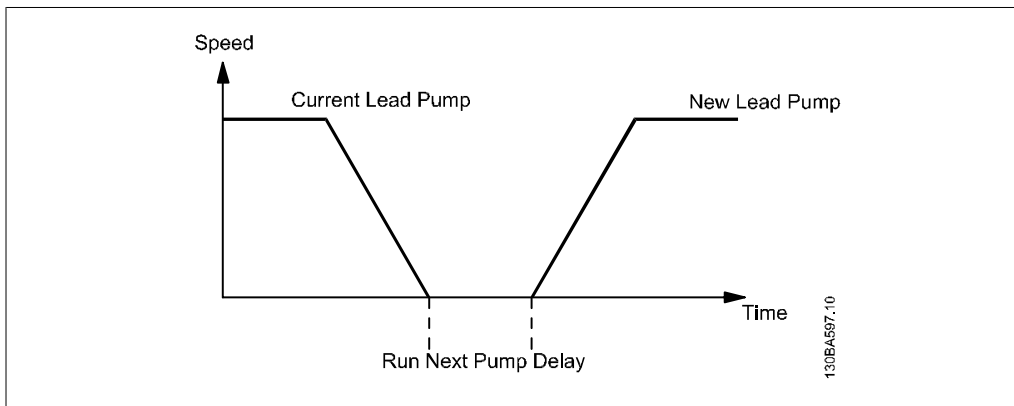 Speed
Current Lead Pump
New Lead Pump
Time
Run Next Pump Delay
130BA597.10